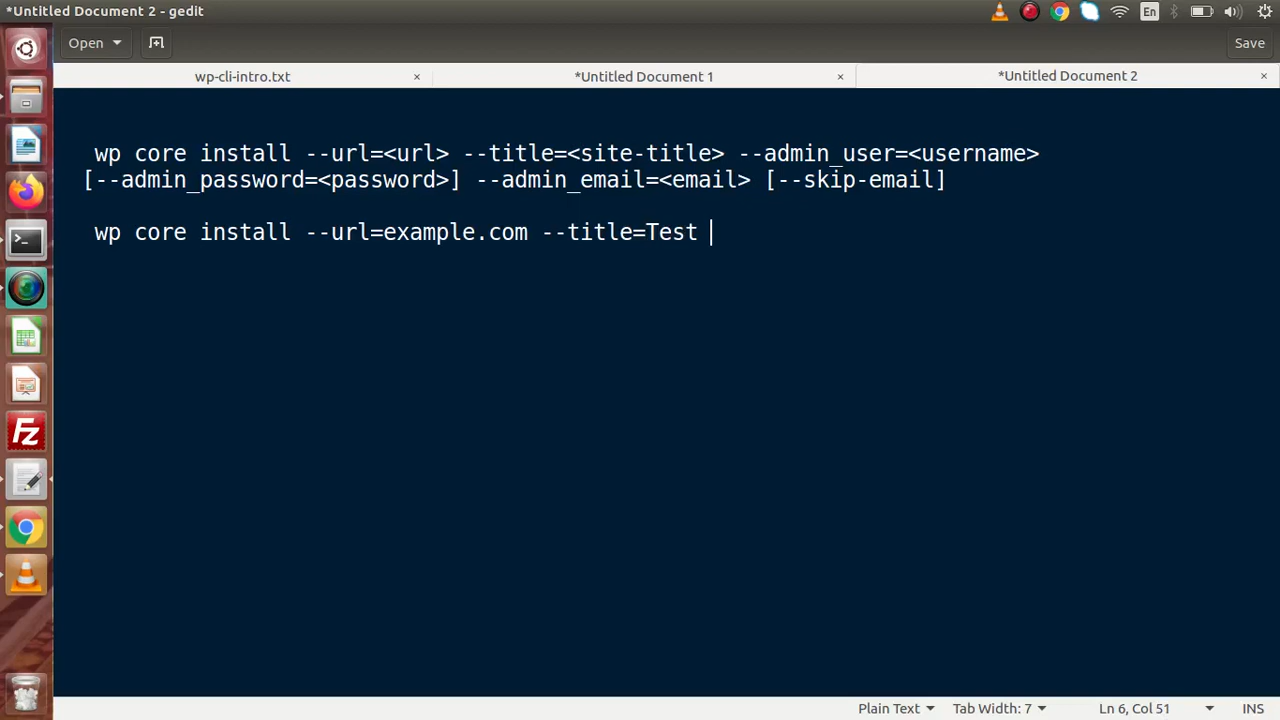 *Untitled Document 2 - gedit
En
Open
Save
wp-cli-intro.txt
*Untitled Document 1
*Untitled Document 2
wp core install --url=<url> --title=<site-title> --admin_user=<username>
[--admin_password=<password>] --admin_email=<email> [--skip-email]
wp core install --url=example.com --title=Test
Fz
Plain Text
Tab Width: 7
Ln 6, Col 51
INS